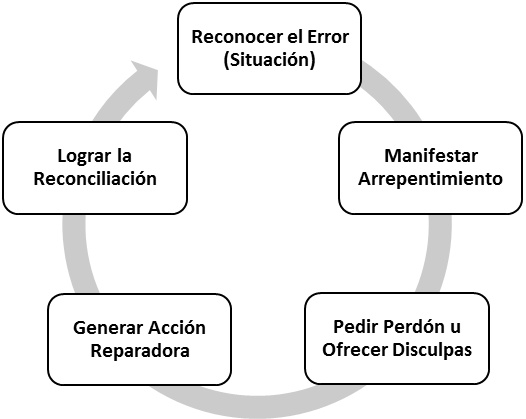 Reconocer el Error
(Situación)
Manifestar
Arrepentimiento
Pedir Perdón u
Ofrecer Disculpas
Generar Acción
Reparadora
Lograr la
Reconciliación